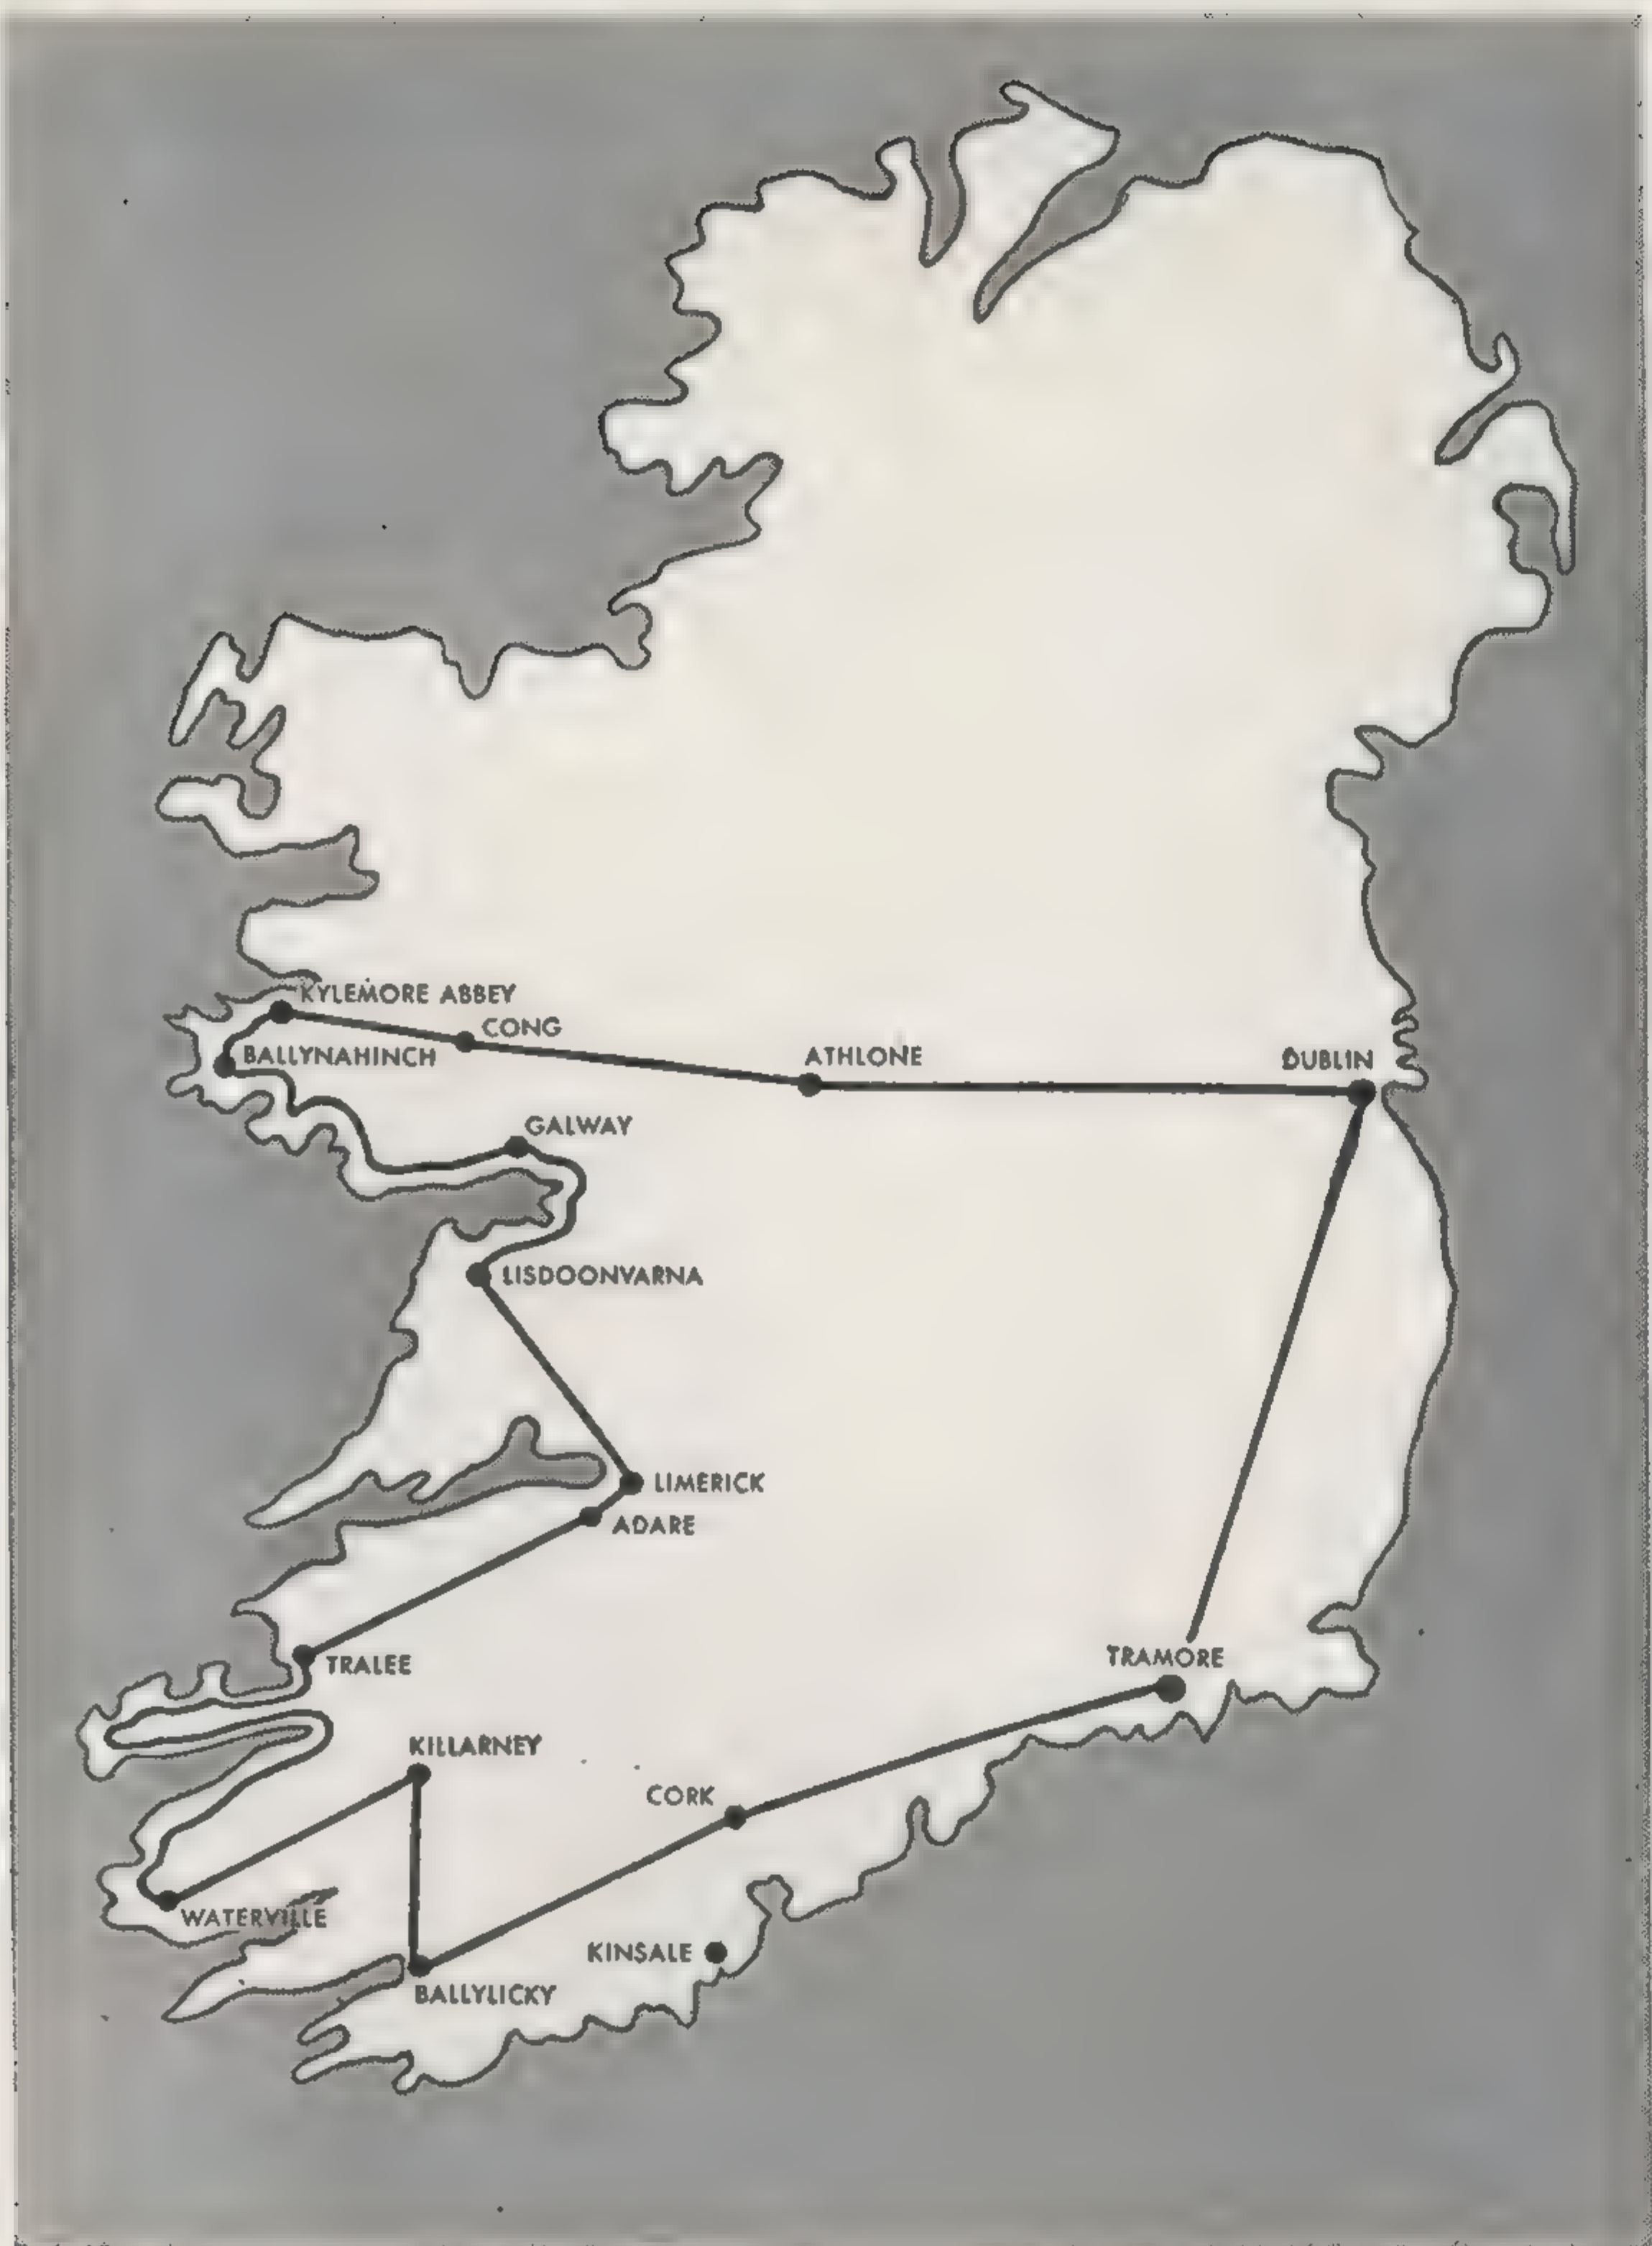 KYLEMORE ABBEY
CONG
BALLYNAHINCH
ATHLONE
DUBLIN
GALWAY
LISDOONVARNA
LIMERICK
ADARE
TRALEE
TRAMORE
KILLARNEY
CORK
WATERVILLE
KINSALE
BALLYLICKY